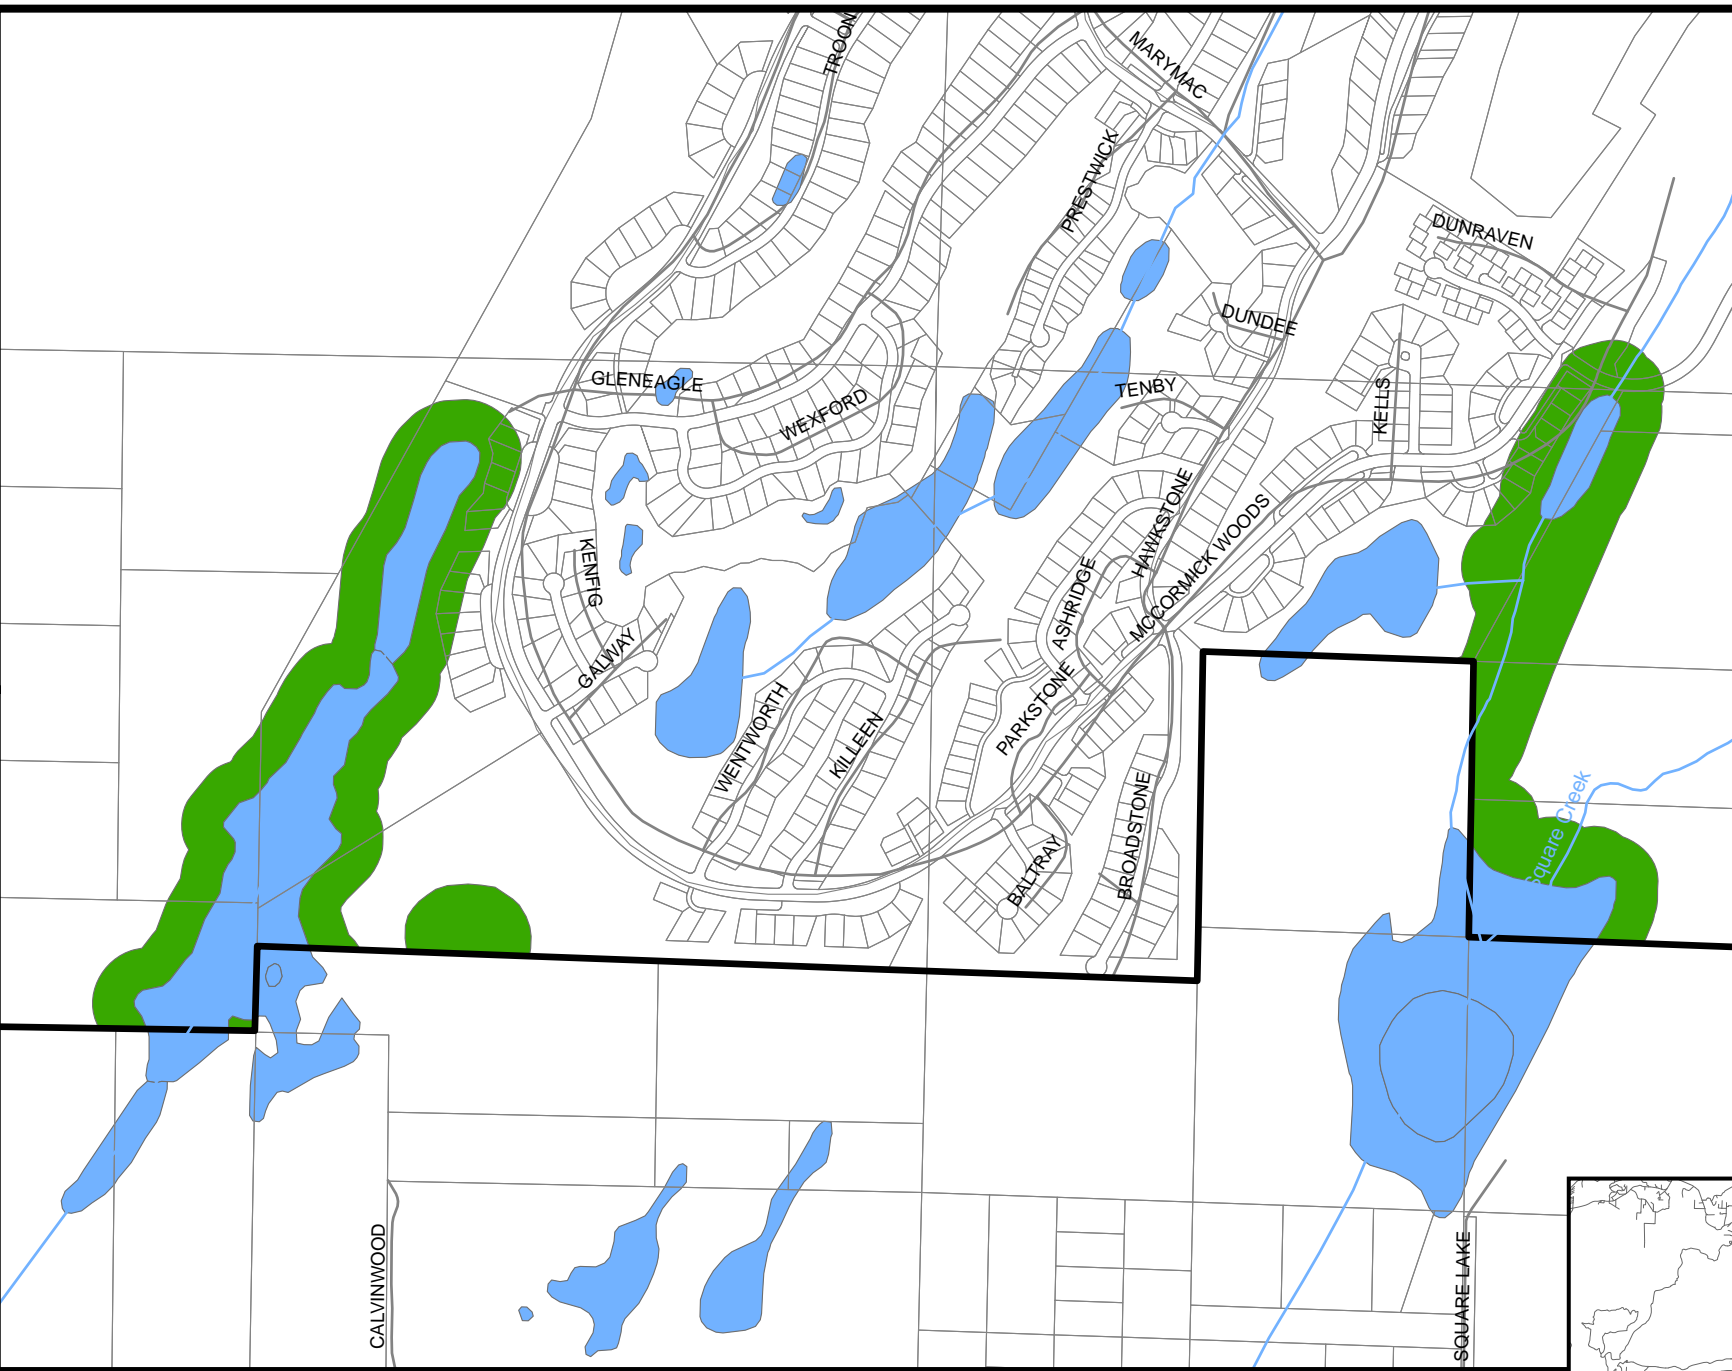 TROON
MARYMAC
PRESTWICK
DUNRAVEN
DUNDEE
GLENEAGLE
WEXFORD
TENBY
KELLS
HAWKSTONE
MCCORMICK WOODS
KENFIG
ASHRIDGE
GALWAY
PARKSTONE
WENTWORTH
KILLEEN
BROADSTONE
BALTRAY
Square Creek
CALVINWOOD
SQUARE LAKE